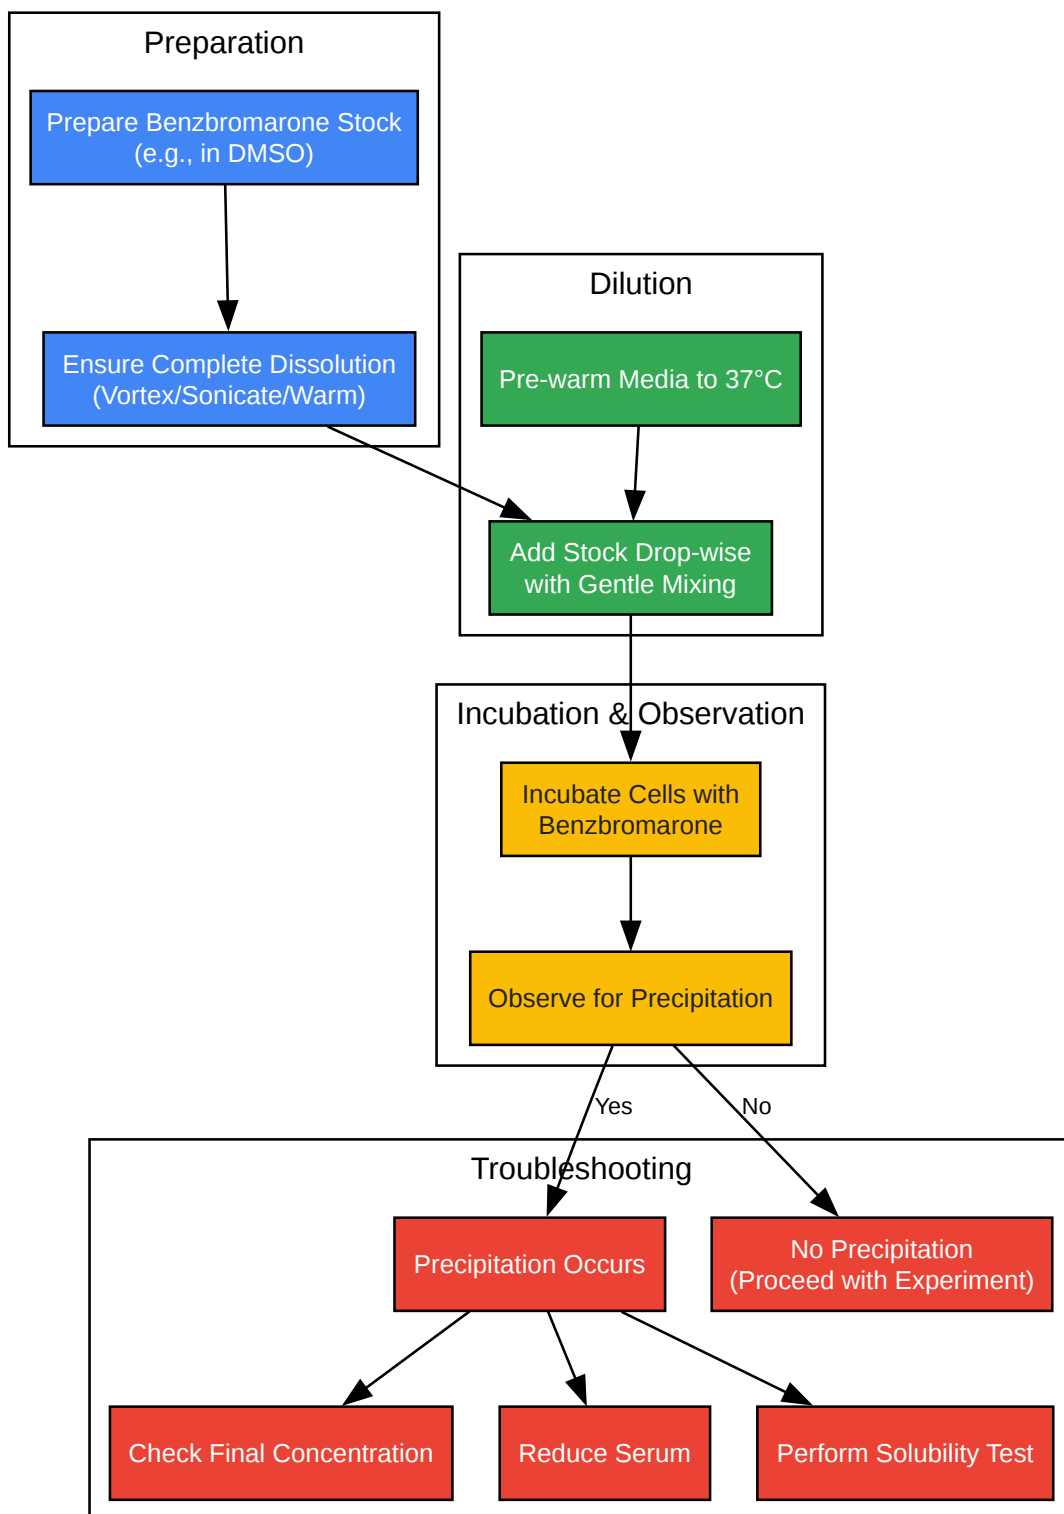 Preparation
Prepare Benzbromarone Stock
(e.g., in DMSO)
Ensure Complete Dissolution
(Vortex/Sonicate/Warm)
Dilution
Pre-warm Media to 37°C
Add Stock Drop-wise
with Gentle Mixing
Incubation & Observation
Incubate Cells with
Benzbromarone
Observe for Precipitation
Yes
No
Troubleshooting
Precipitation Occurs
No Precipitation
(Proceed with Experiment)
Check Final Concentration
Reduce Serum
Perform Solubility Test